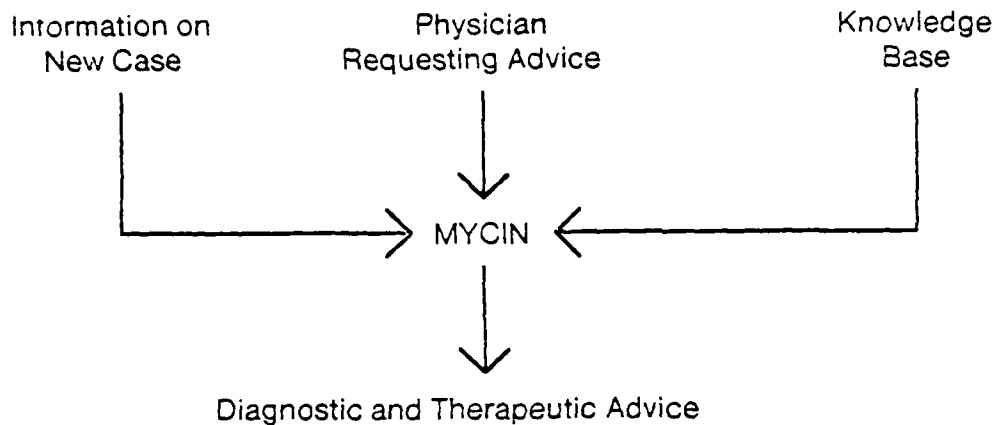 Information on
New Case
Physician
Requesting Advice
Knowledge
Base
MYCIN
Diagnostic and Therapeutic Advice